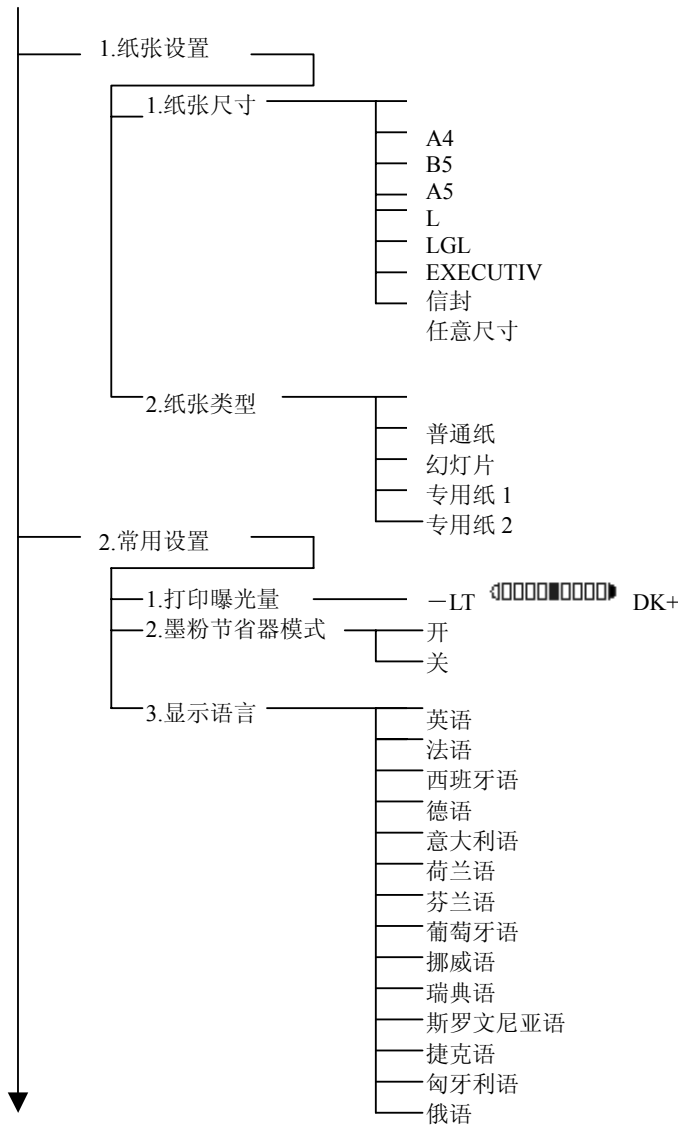 1.纸张设置
1.纸张尺寸
A4
B5
A5
L
LGL
EXECUTIV
信封
任意尺寸
2.纸张类型
普通纸
幻灯片
专用纸 1
专用纸 2
2.常用设置
1.打印曝光量
－LT DK+
2.墨粉节省器模式
开
关
3.显示语言
英语
法语
西班牙语
德语
意大利语
荷兰语
芬兰语
葡萄牙语
挪威语
瑞典语
斯罗文尼亚语
捷克语
匈牙利语
俄语